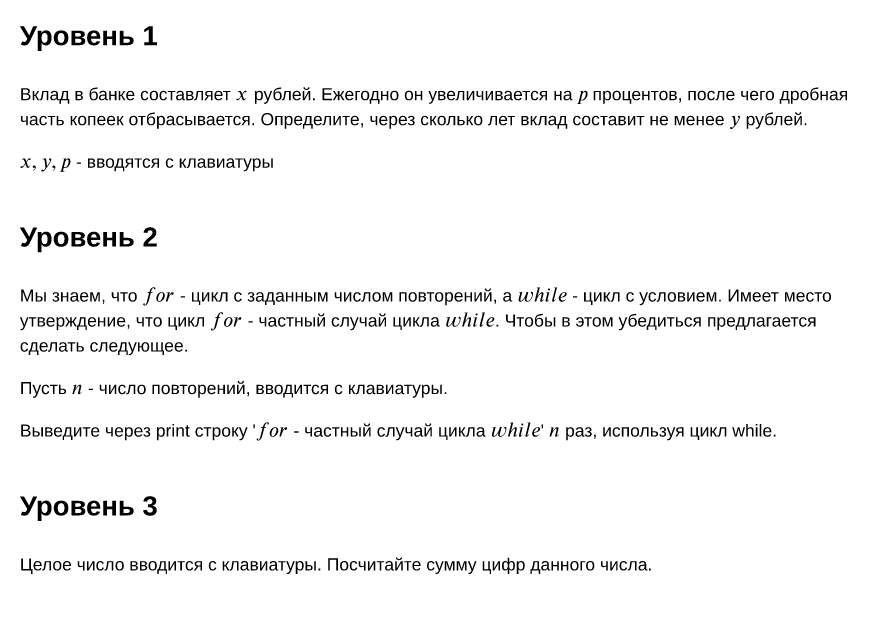 Уровень 1
Вклад в банке составляет x рублей. Ежегодно он увеличивается на p процентов, после чего дробная
часть копеек отбрасывается. Определите, через сколько лет вклад составит не менее y рублей.
x, y, p - вводятся с клавиатуры
Уровень 2
Мы знаем, что for - цикл с заданным числом повторений, а while - цикл с условием. Имеет место
утверждение, что цикл for - частный случай цикла while. Чтобы в этом убедиться предлагается
сделать следующее.
Пусть n - число повторений, вводится с клавиатуры.
Выведите через print строку 'for - частный случай цикла while' n раз, используя цикл while.
Уровень 3
Целое число вводится с клавиатуры. Посчитайте сумму цифр данного числа.